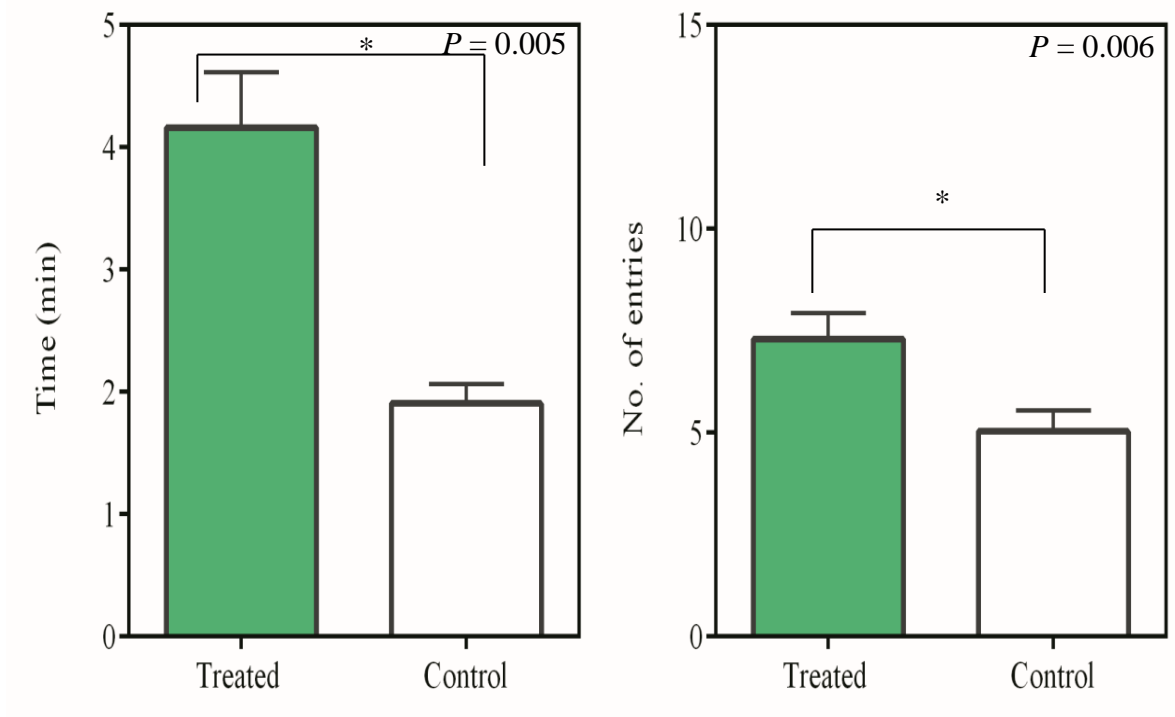 5
*
P = 0.005
4
3
2
1
0
Time (min)
Treated
Control
15
P = 0.006
*
10
5
0
No. of entries
Treated
Control